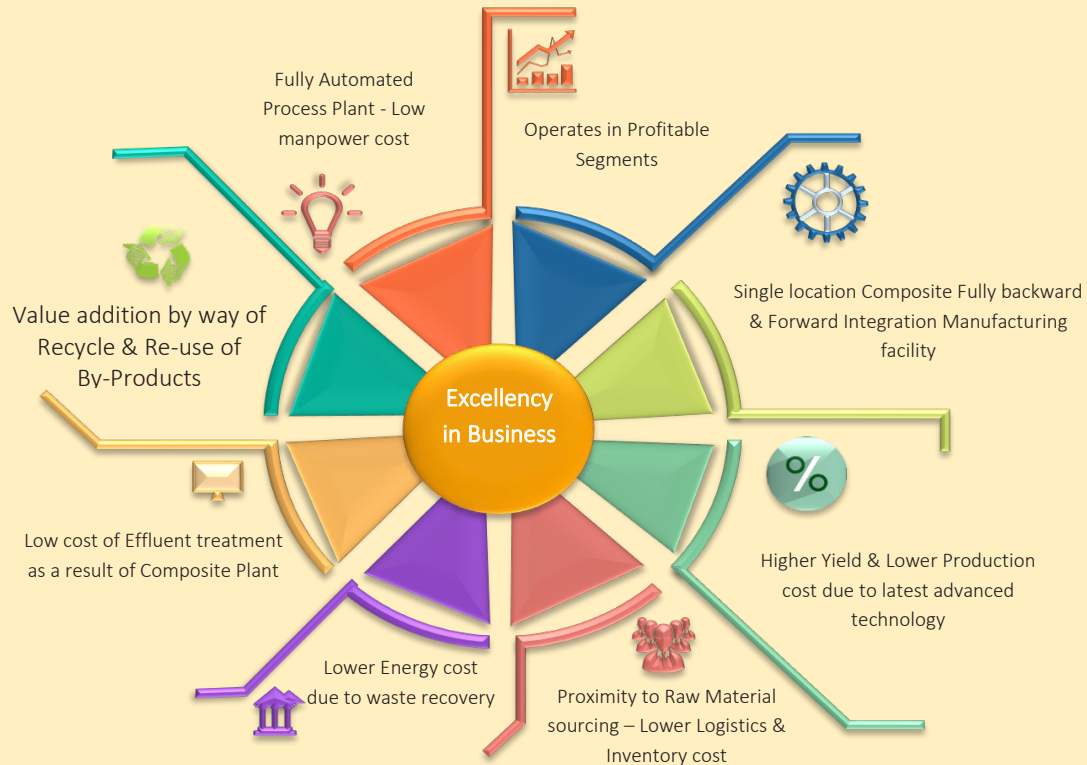 Fully Automated
Process Plant - Low
manpower cost
Operates in Profitable
Segments
Single location Composite Fully backward
& Forward Integration Manufacturing
facility
Value addition by way of
Recycle & Re-use of
By-Products
Excellency
in Business
%
Higher Yield & Lower Production
cost due to latest advanced
technology
Low cost of Effluent treatment
as a result of Composite Plant
Lower Energy cost
due to waste recovery
Proximity to Raw Material
sourcing – Lower Logistics &
Inventory cost